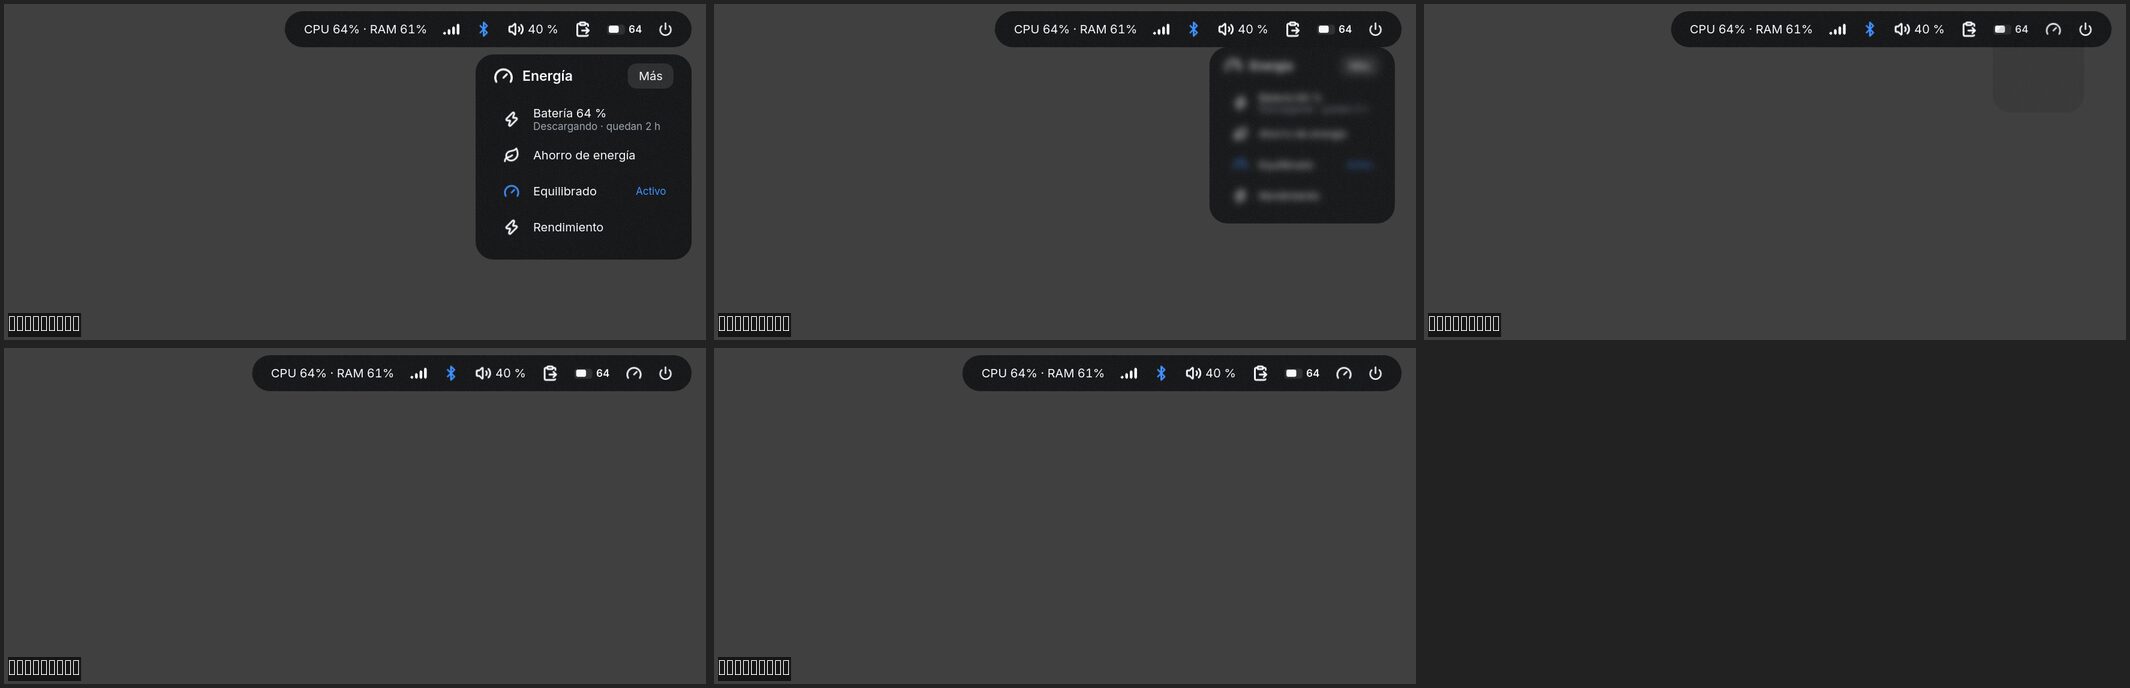 CPU 64% · RAM 61% 40 % 64
Energía Más
Batería 64 %
Descargando · quedan 2 h
Ahorro de energía
Equilibrado Activo
Rendimiento
CPU 64% · RAM 61% 40 % 64
CPU 64% · RAM 61% 40 % 64
CPU 64% · RAM 61% 40 % 64
CPU 64% · RAM 61% 40 % 64